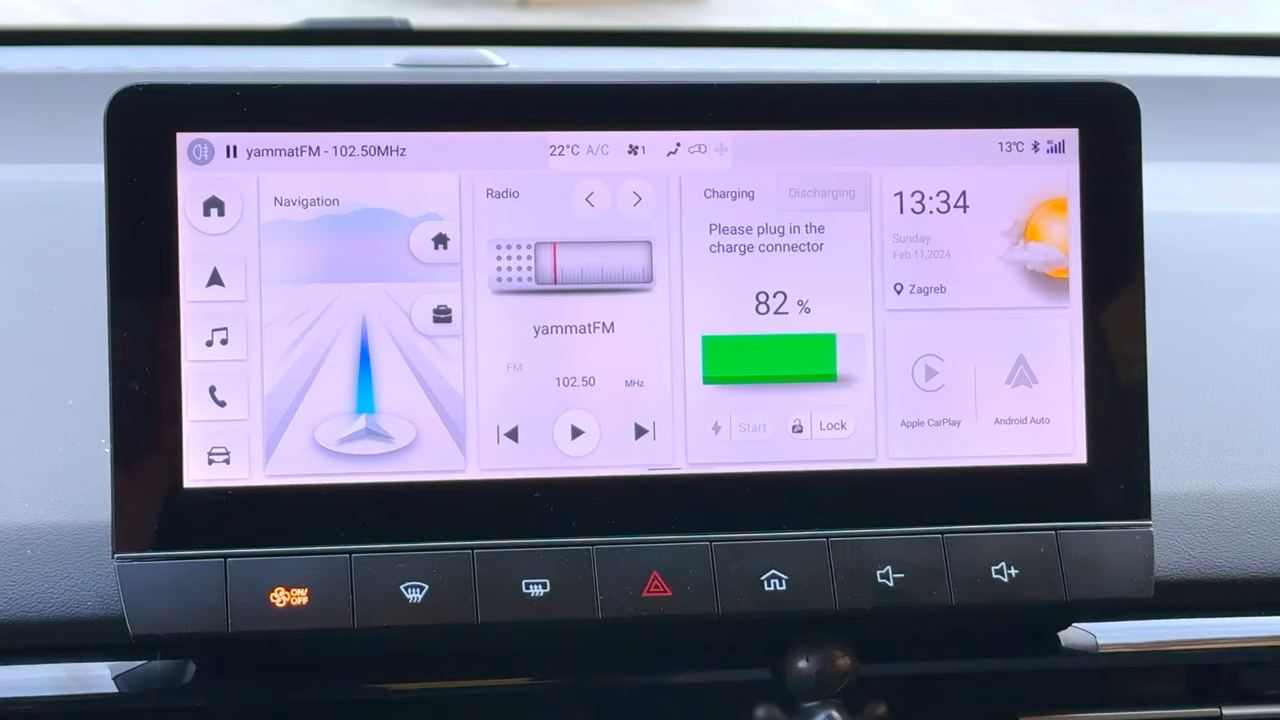 yammatFM - 102.50MHz
22°C A/C 1
13°C
Navigation
Radio
yammatFM
FM
102.50
MHz
Charging
Discharging
Please plug in the
charge connector
82 %
Start
Lock
13:34
Sunday
Feb 11,2024
Zagreb
Apple CarPlay
Android Auto
ON/
OFF